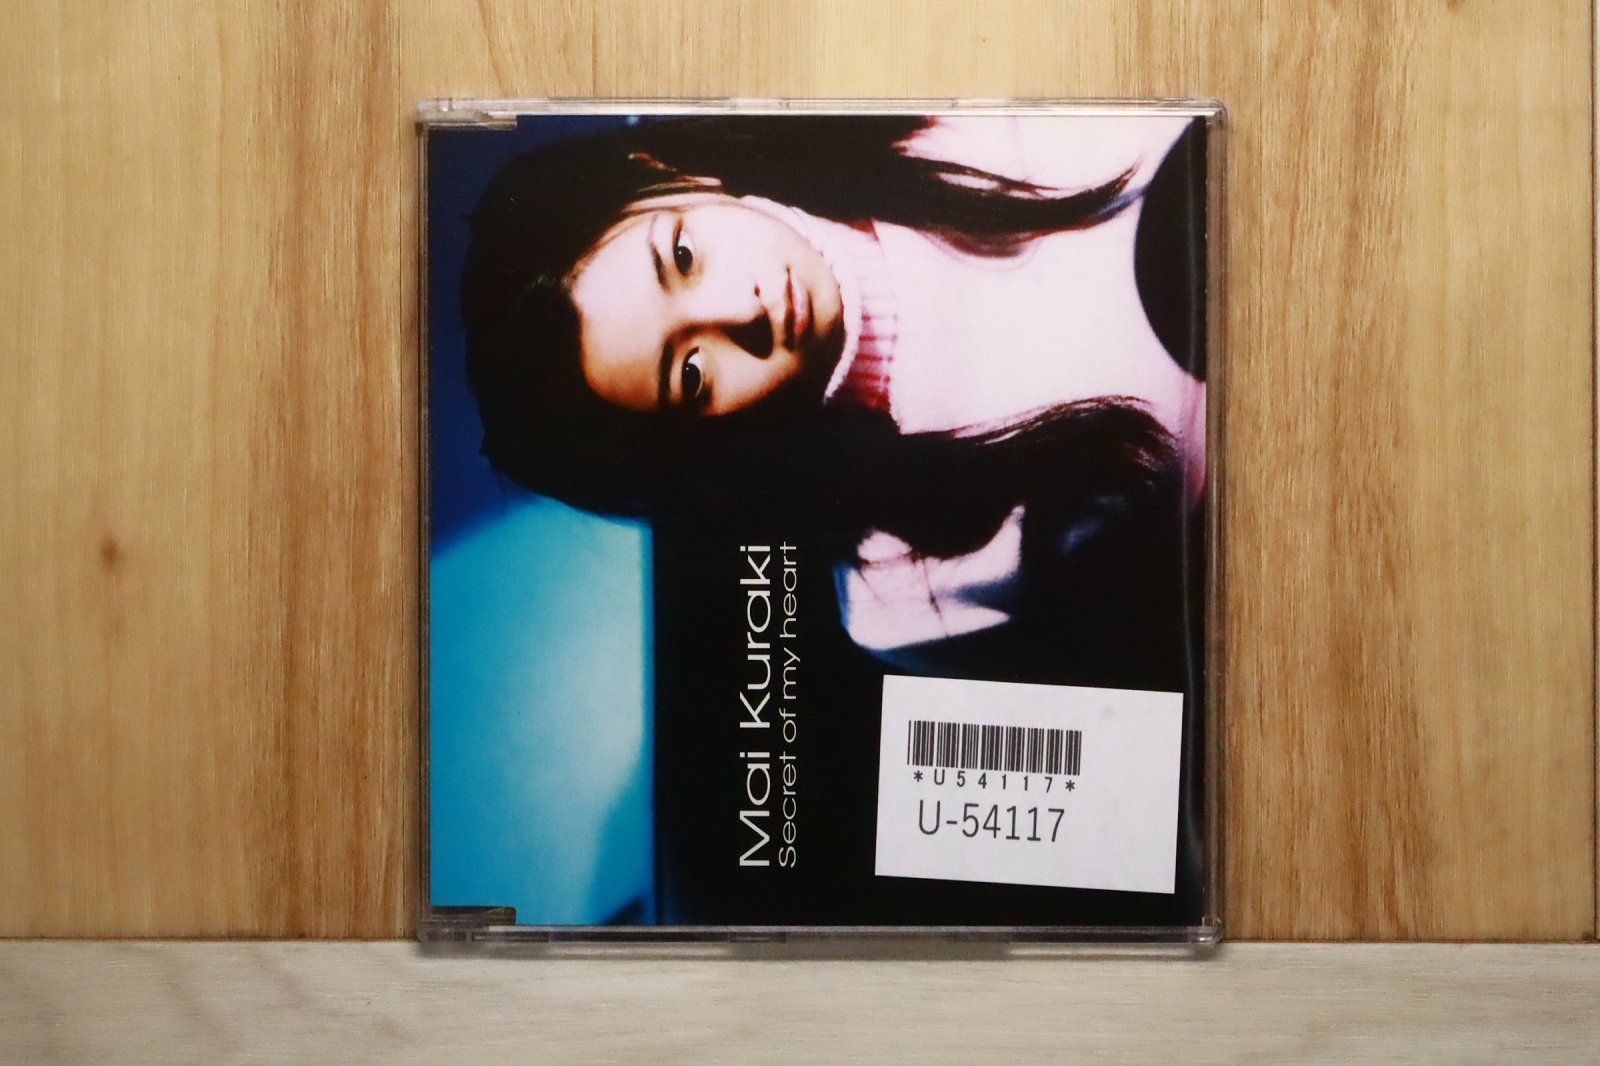 Mai Kuraki
Secret of my heart
*U54117*
U-54117